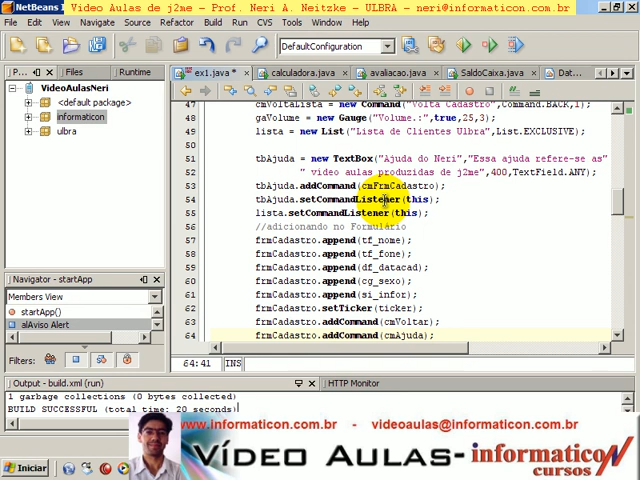 NetBeans
Video Aulas de j2me – Prof. Neri A. Neitzke – ULBRA – neri@informaticon.com.br
File Edit View Navigate Source Refactor Build Run CVS Tools Window Help
DefaultConfiguration
P... Files Runtime
ex1.java * calculadora.java avaliacao.java SaldoCaixa.java Dat...
VideoAulasNeri
<default package>
informaticon
ulbra
47 cmVoltaLista = new Command("Volta Cadastro",Command.BACK,1);
48 gaVolume = new Gauge("Volume.:",true,25,3);
49 lista = new List("Lista de Clientes Ulbra",List.EXCLUSIVE);
50
51 tbAjuda = new TextBox("Ajuda do Neri","Essa ajuda refere-se as"
52 " video aulas produzidas de j2me",400,TextField.ANY);
53 tbAjuda.addCommand(cmFrmCadastro);
54 tbAjuda.setCommandListener(this);
55 lista.setCommandListener(this);
56 //adicionando no Formulário
57 frmCadastro.append(tf_nome);
58 frmCadastro.append(tf_fone);
59 frmCadastro.append(df_datacad);
60 frmCadastro.append(cg_sexo);
61 frmCadastro.append(si_infor);
62 frmCadastro.setTicker(ticker);
63 frmCadastro.addCommand(cmVoltar);
64 frmCadastro.addCommand(cmAjuda);
Navigator - startApp
Members View
startApp()
alAviso Alert
Filters:
64:41 INS
Output - build.xml (run)
HTTP Monitor
1 garbage collections (0 bytes collected)
BUILD SUCCESSFUL (total time: 20 seconds)
www.informaticon.com.br - videoaulas@informaticon.com.br
VÍDEO AULAS-informaticon
cursos
Iniciar